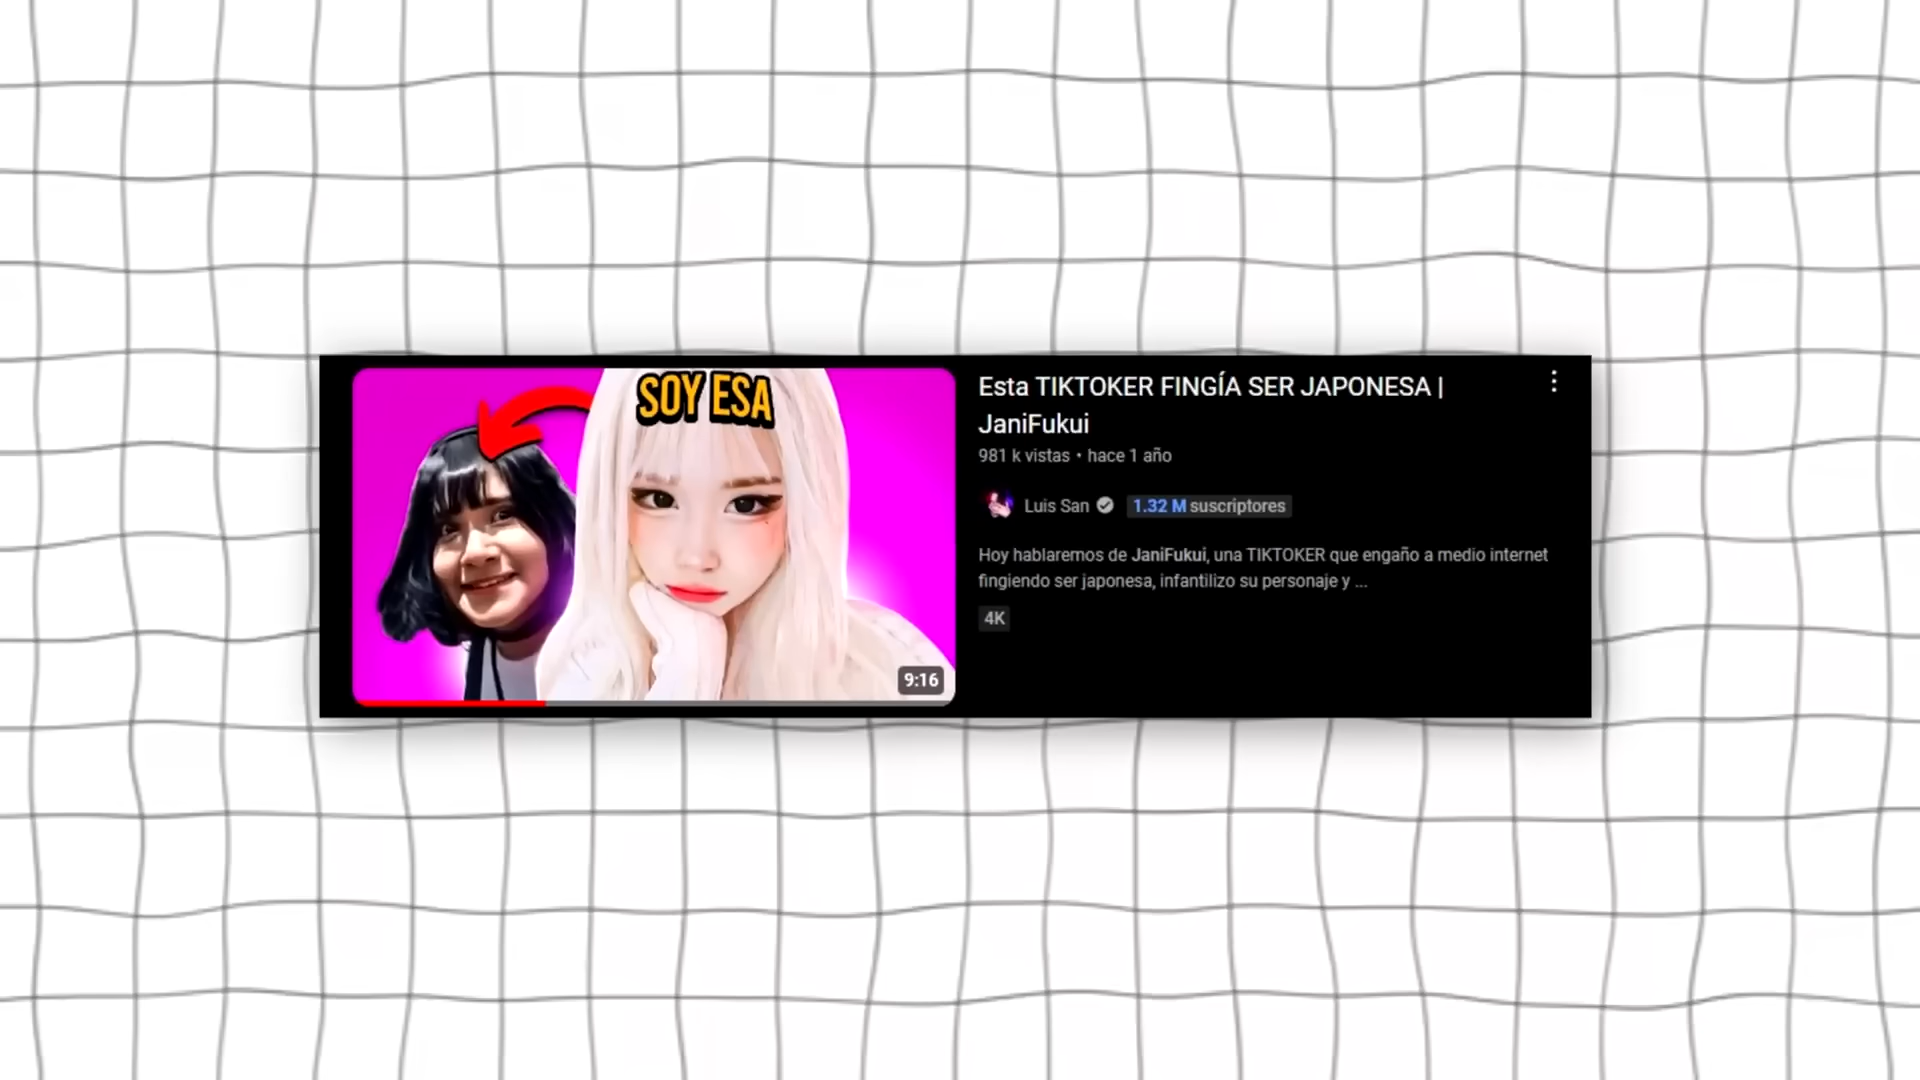 SOY ESA
9:16
Esta TIKTOKER FINGÍA SER JAPONESA |
JaniFukui
981 k vistas • hace 1 año
Luis San
1.32 M suscriptores
Hoy hablaremos de JaniFukui, una TIKTOKER que engaño a medio internet
fingiendo ser japonesa, infantilizo su personaje y ...
4K